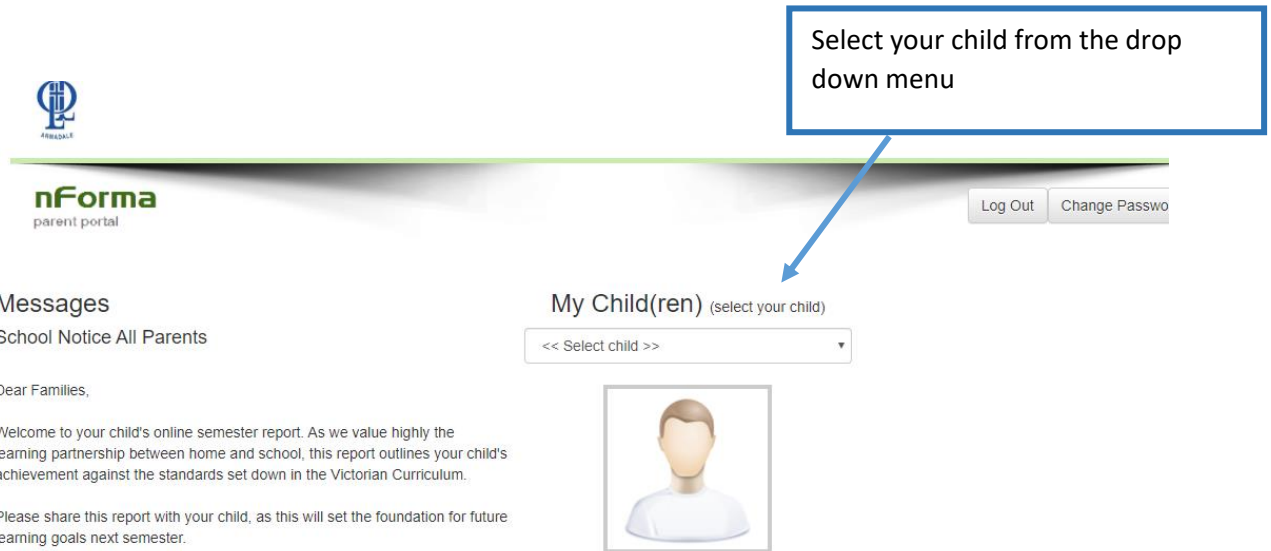 Select your child from the drop
down menu
ARMADALE
nForma
parent portal
Log Out
Change Passwo
Messages
School Notice All Parents
Dear Families,
Welcome to your child's online semester report. As we value highly the
learning partnership between home and school, this report outlines your child's
achievement against the standards set down in the Victorian Curriculum.
Please share this report with your child, as this will set the foundation for future
learning goals next semester.
My Child(ren) (select your child)
<< Select child >>